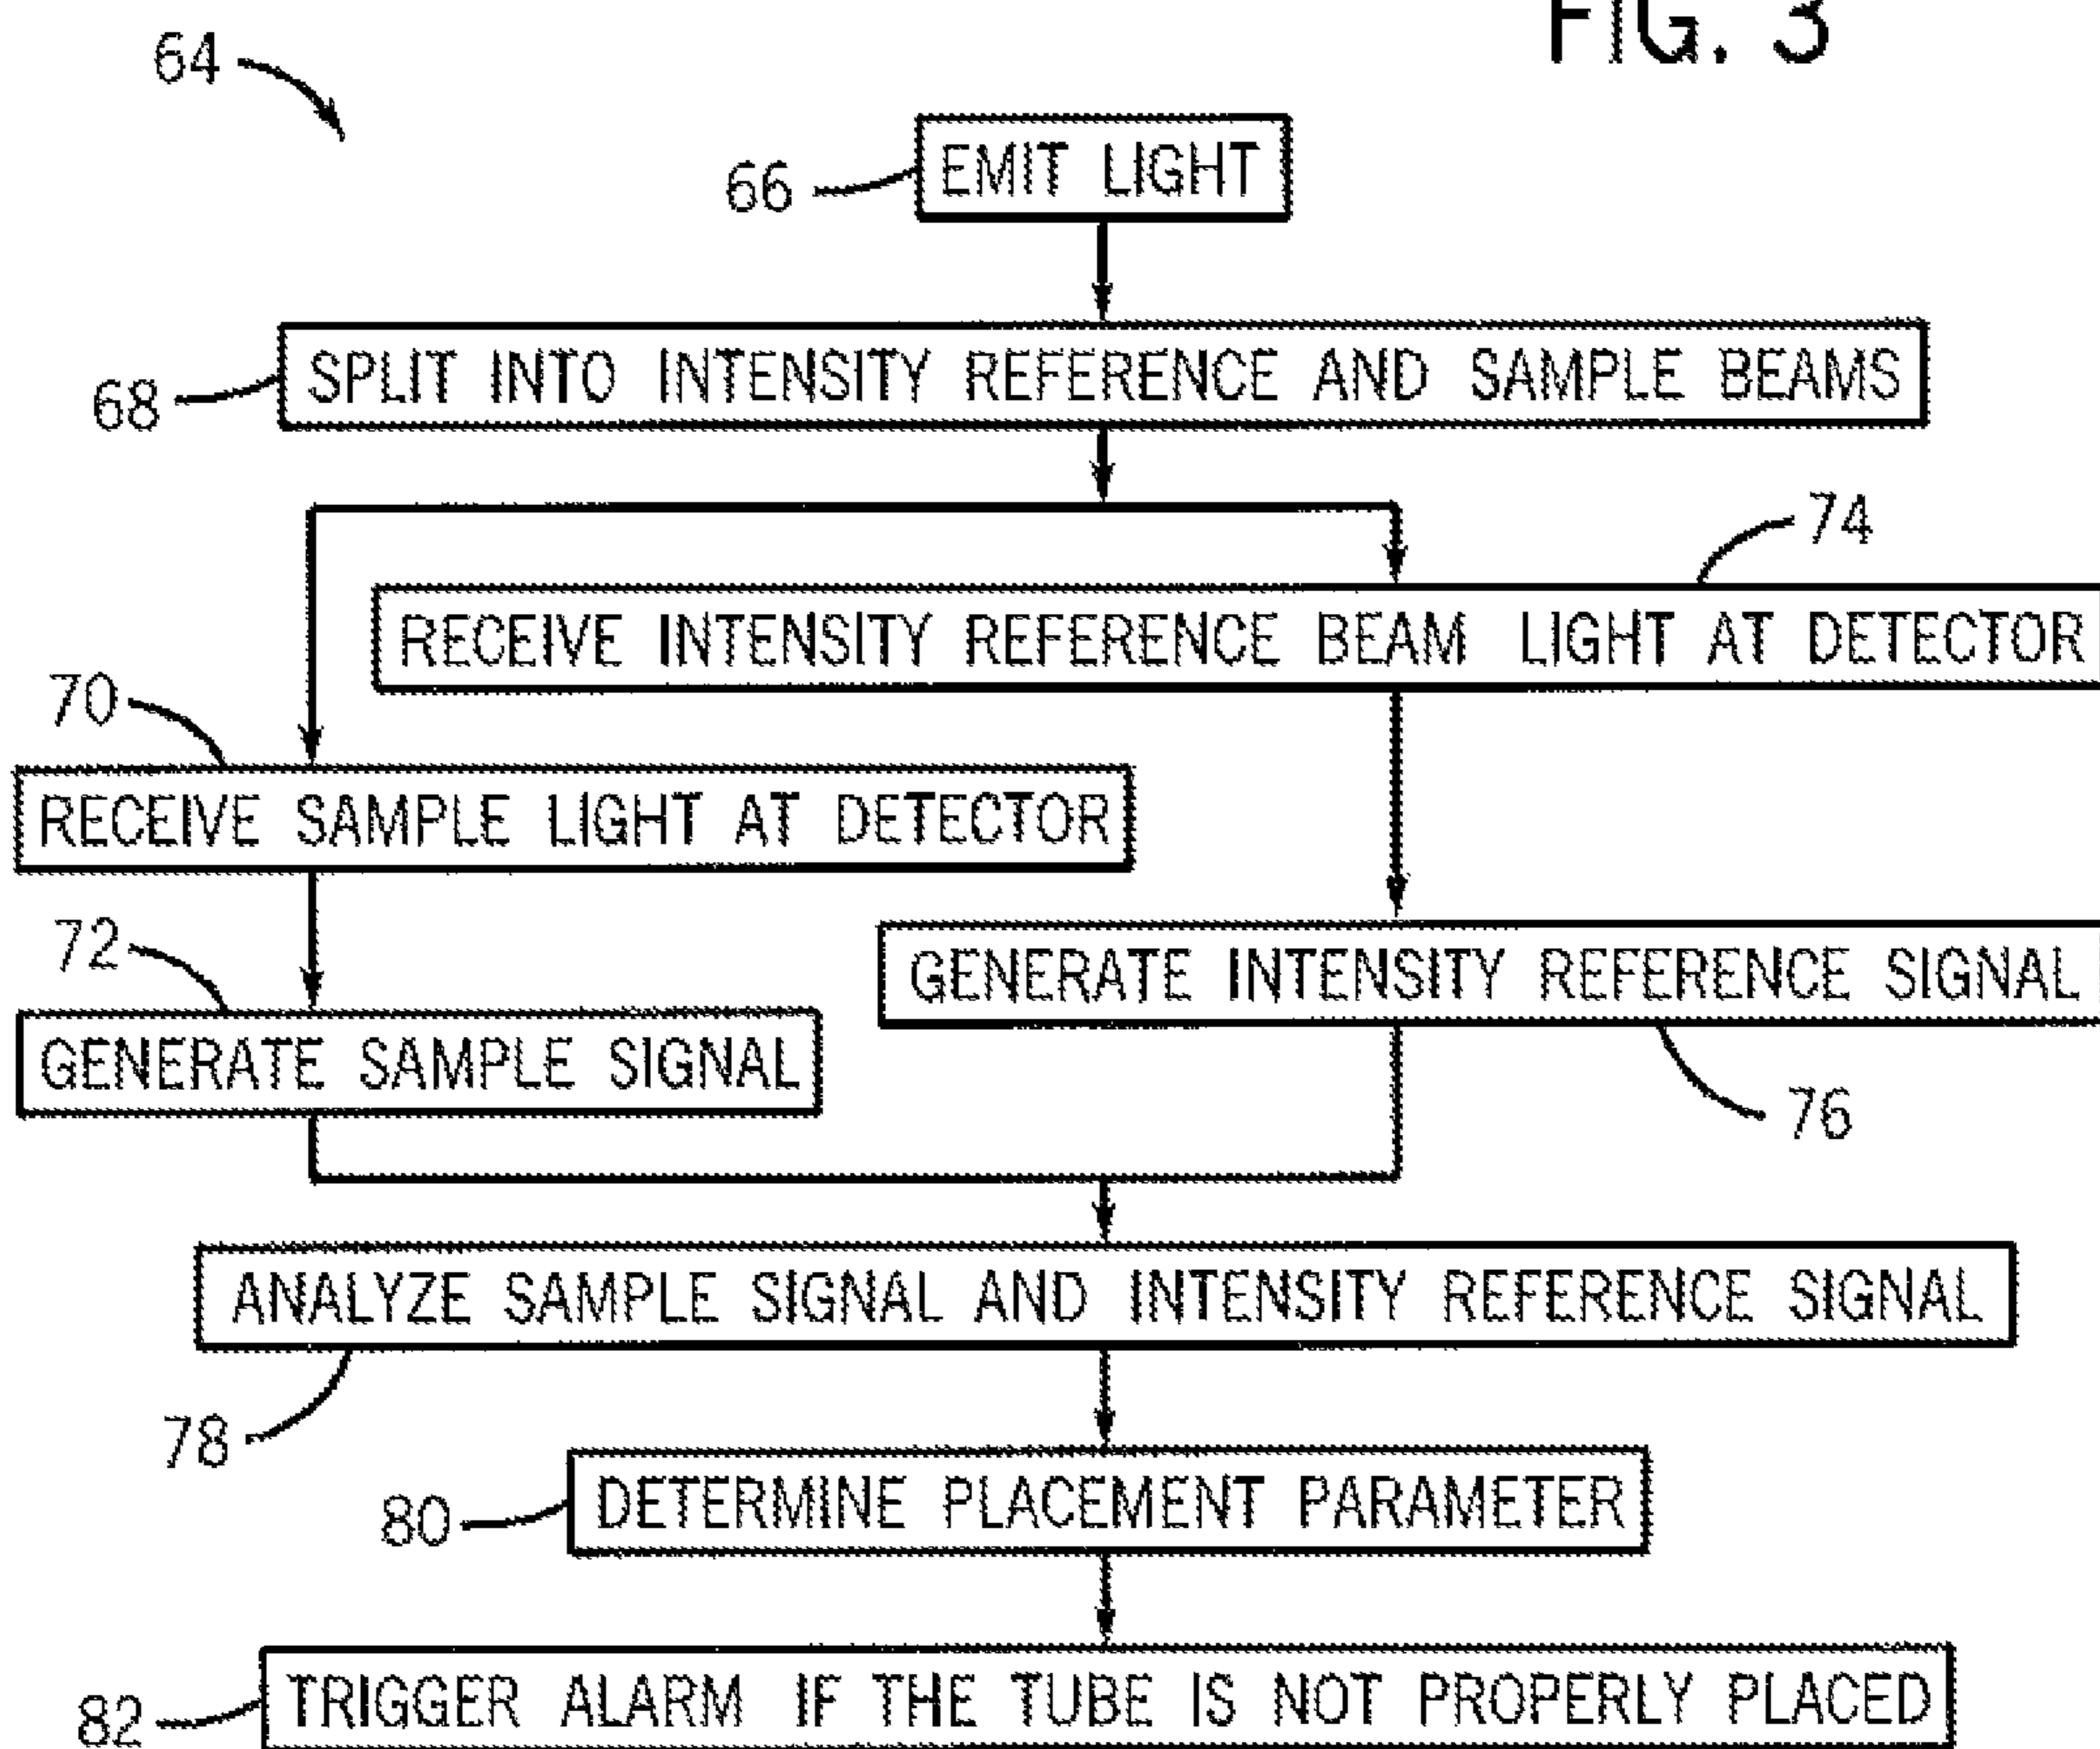 FIG. 3
64
66
EMIT LIGHT
68
SPLIT INTO INTENSITY REFERENCE AND SAMPLE BEAMS
74
RECEIVE INTENSITY REFERENCE BEAM LIGHT AT DETECTOR
70
RECEIVE SAMPLE LIGHT AT DETECTOR
72
GENERATE INTENSITY REFERENCE SIGNAL
GENERATE SAMPLE SIGNAL
76
ANALYZE SAMPLE SIGNAL AND INTENSITY REFERENCE SIGNAL
78
80
DETERMINE PLACEMENT PARAMETER
82
TRIGGER ALARM IF THE TUBE IS NOT PROPERLY PLACED